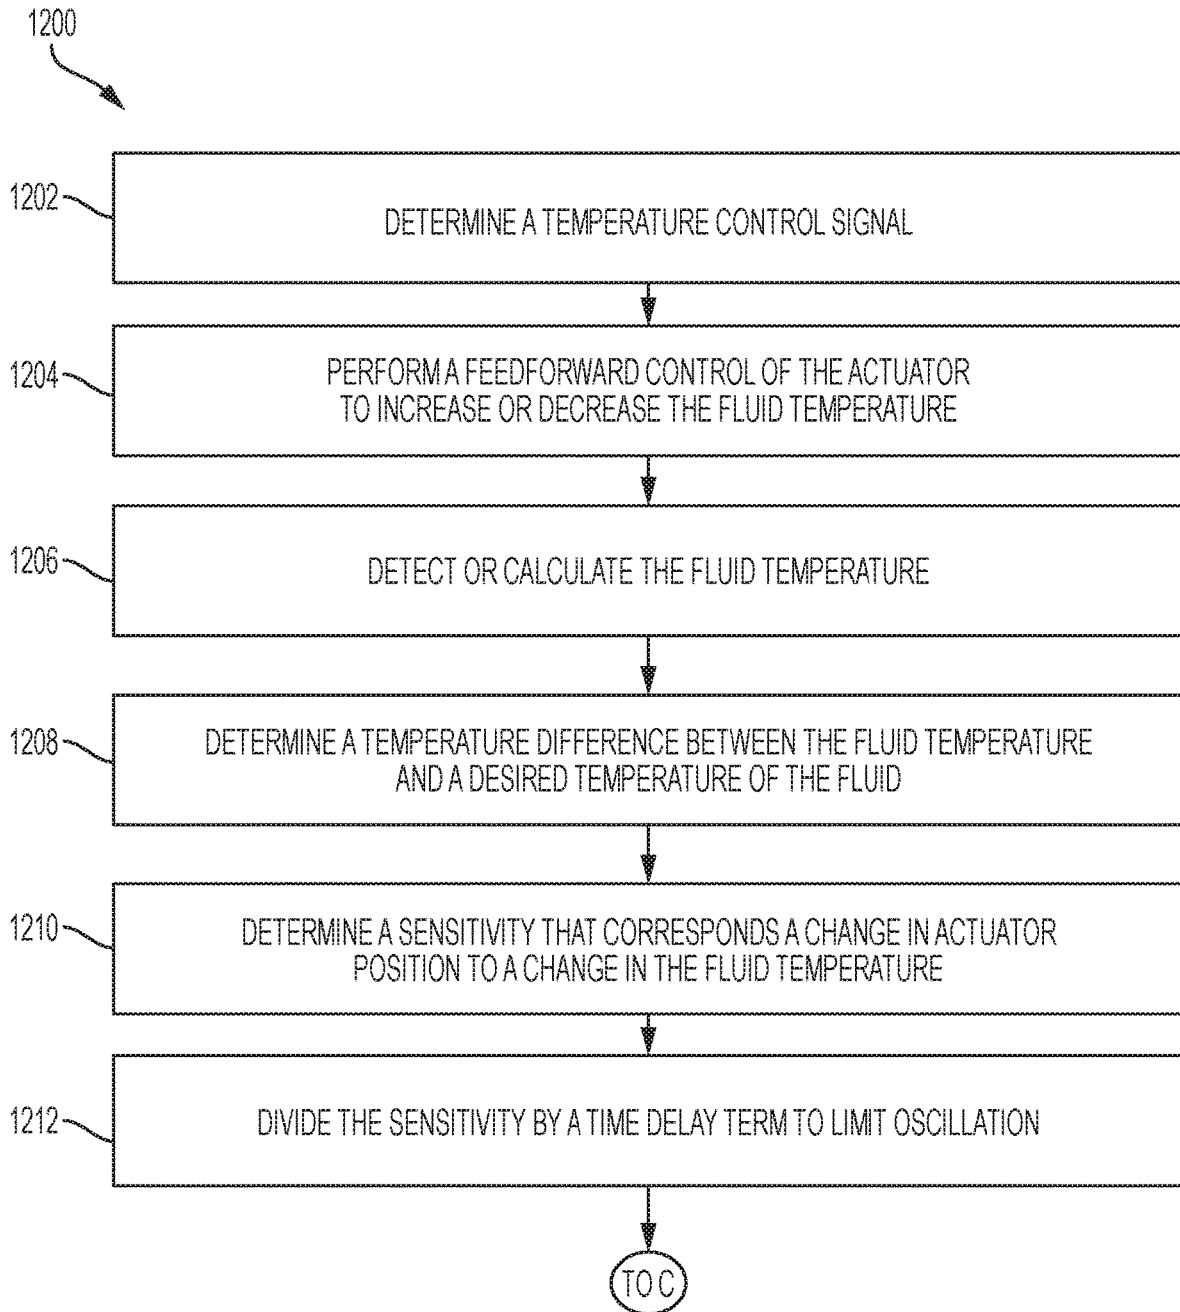 1200
1202
DETERMINE A TEMPERATURE CONTROL SIGNAL
1204
PERFORM A FEEDFORWARD CONTROL OF THE ACTUATOR
TO INCREASE OR DECREASE THE FLUID TEMPERATURE
1206
DETECT OR CALCULATE THE FLUID TEMPERATURE
1208
DETERMINE A TEMPERATURE DIFFERENCE BETWEEN THE FLUID TEMPERATURE
AND A DESIRED TEMPERATURE OF THE FLUID
1210
DETERMINE A SENSITIVITY THAT CORRESPONDS A CHANGE IN ACTUATOR
POSITION TO A CHANGE IN THE FLUID TEMPERATURE
1212
DIVIDE THE SENSITIVITY BY A TIME DELAY TERM TO LIMIT OSCILLATION
TO C